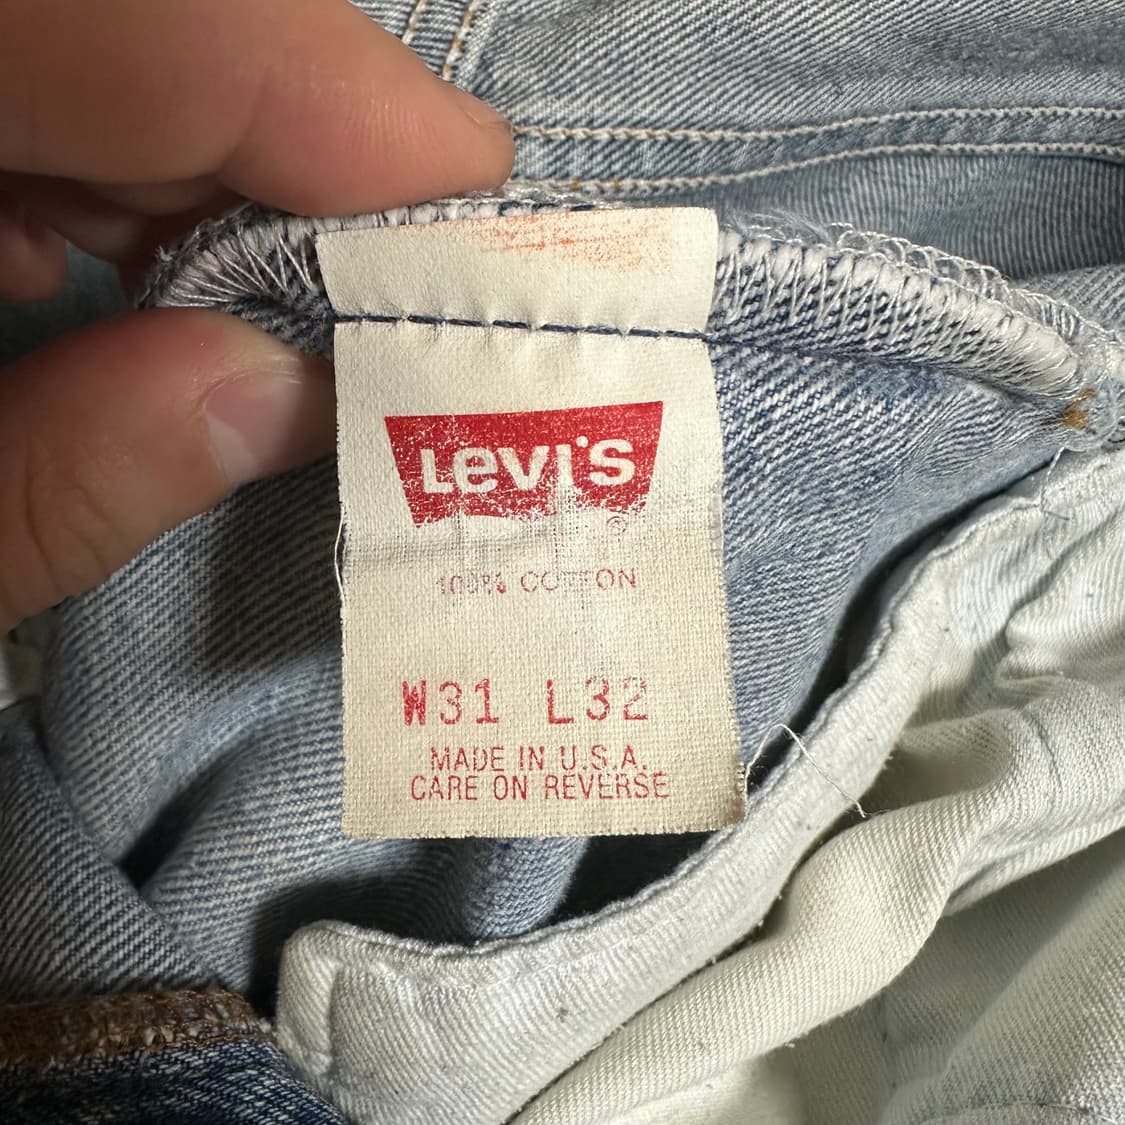 Levi's ®
100% COTTON
W31 L32
MADE IN U.S.A.
CARE ON REVERSE